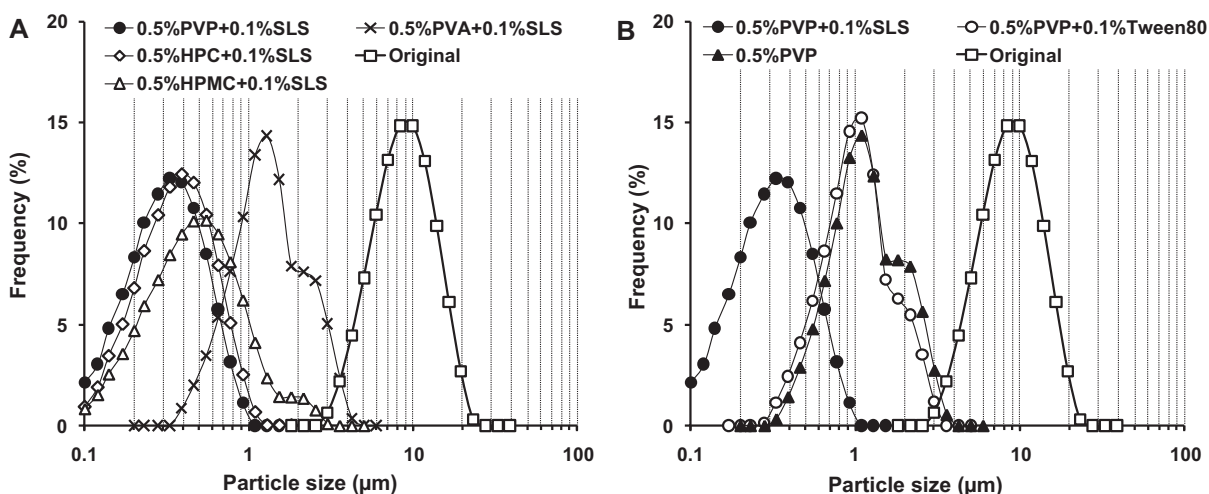 A
0.5%PVP+0.1%SLS
0.5%PVA+0.1%SLS
0.5%HPC+0.1%SLS
Original
0.5%HPMC+0.1%SLS
20
15
10
5
0
Frequency (%)
0.1
1
10
100
Particle size (µm)
B
0.5%PVP+0.1%SLS
0.5%PVP+0.1%Tween80
0.5%PVP
Original
20
15
10
5
0
Frequency (%)
0.1
1
10
100
Particle size (µm)